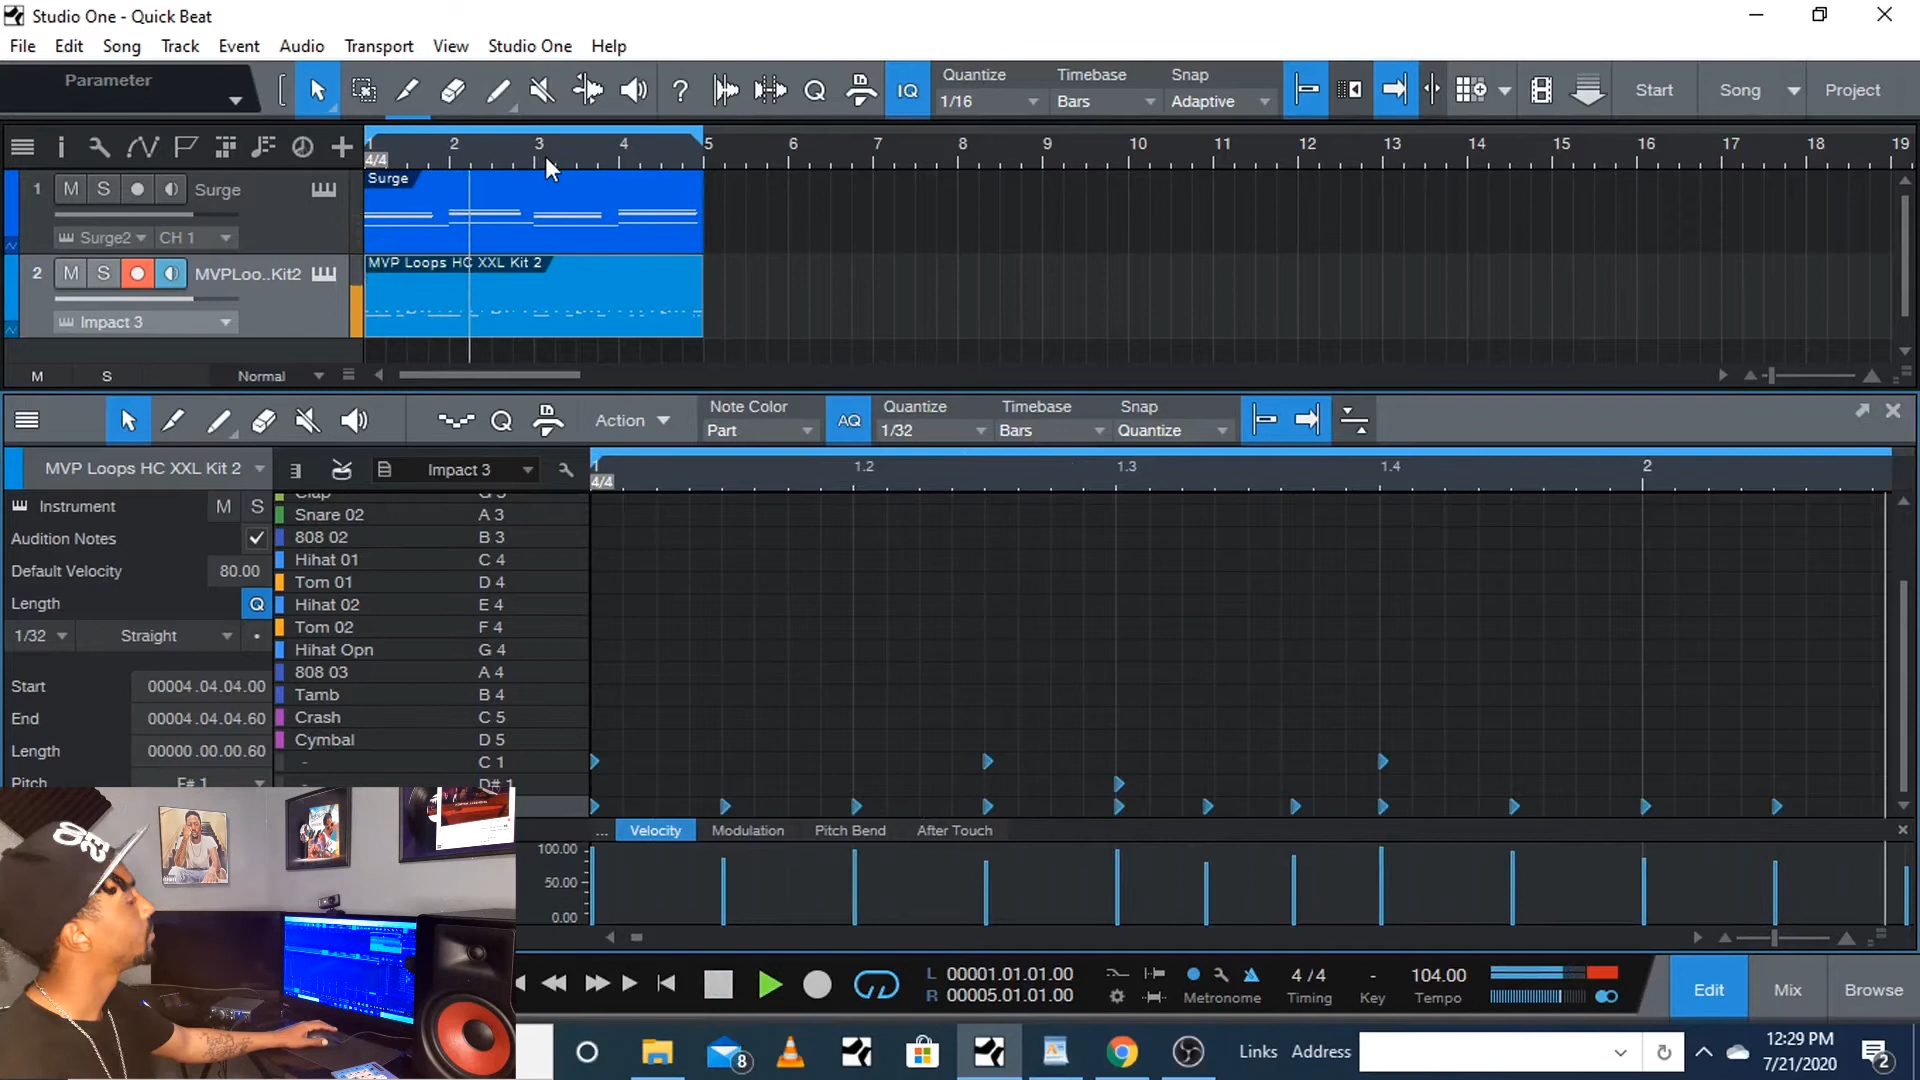 Studio One - Quick Beat
File Edit Song Track Event Audio Transport View Studio One Help
Parameter
IQ
Quantize Timebase Snap
1/16 Bars Adaptive
Start Song Project
1 2 3 4 5 6 7 8 9 10 11 12 13 14 15 16 17 18 19
4/4
1 M S Surge
Surge
Surge2 CH 1
2 M S MVPLoo..Kit2
MVP Loops HC XXL Kit 2
Impact 3
M S Normal
Action
Note Color
Part
AQ
Quantize Timebase Snap
1/32 Bars Quantize
MVP Loops HC XXL Kit 2
Impact 3
1 1.2 1.3 1.4 2
4/4
Instrument M S
Audition Notes
Default Velocity 80.00
Length Q
1/32 Straight
Start 00004.04.04.00
End 00004.04.04.60
Length 00000.00.00.60
Pitch F# 1
Clap G 3
Snare 02 A 3
808 02 B 3
Hihat 01 C 4
Tom 01 D 4
Hihat 02 E 4
Tom 02 F 4
Hihat Opn G 4
808 03 A 4
Tamb B 4
Crash C 5
Cymbal D 5
- C 1
D# 1
... Velocity Modulation Pitch Bend After Touch
100.00
50.00
0.00
L 00001.01.01.00
R 00005.01.01.00
Metronome
4 / 4
Timing
-
Key
104.00
Tempo
Edit Mix Browse
8
Links Address
12:29 PM
7/21/2020
2